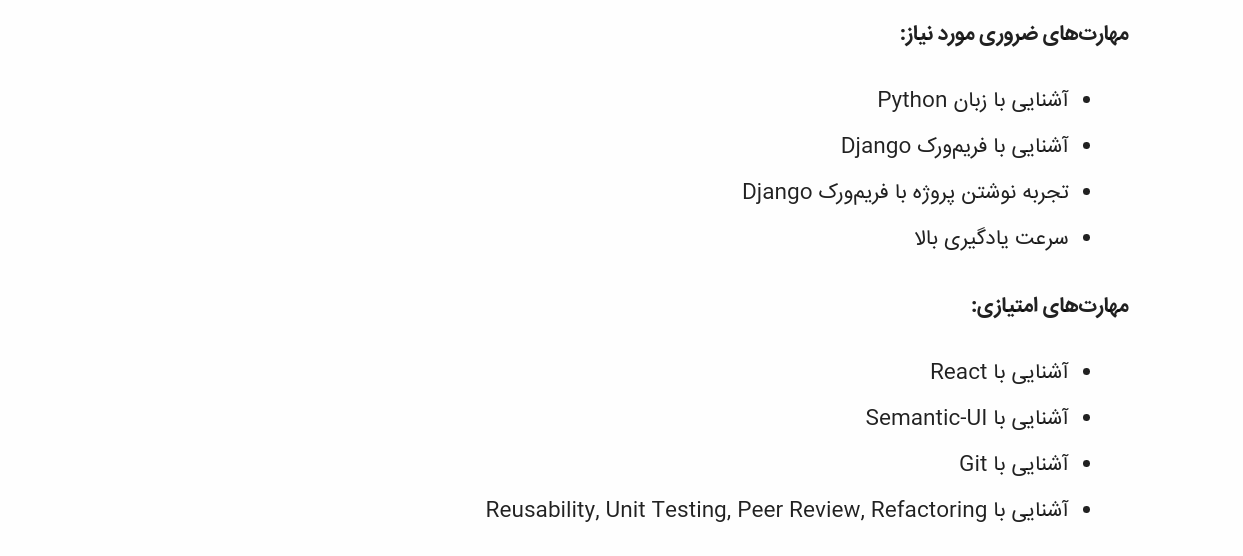 مهارت‌های ضروری مورد نیاز:
• آشنایی با زبان Python
• آشنایی با فریم‌ورک Django
• تجربه نوشتن پروژه با فریم‌ورک Django
• سرعت یادگیری بالا
مهارت‌های امتیازی:
• آشنایی با React
• آشنایی با Semantic-UI
• آشنایی با Git
• آشنایی با Reusability, Unit Testing, Peer Review, Refactoring